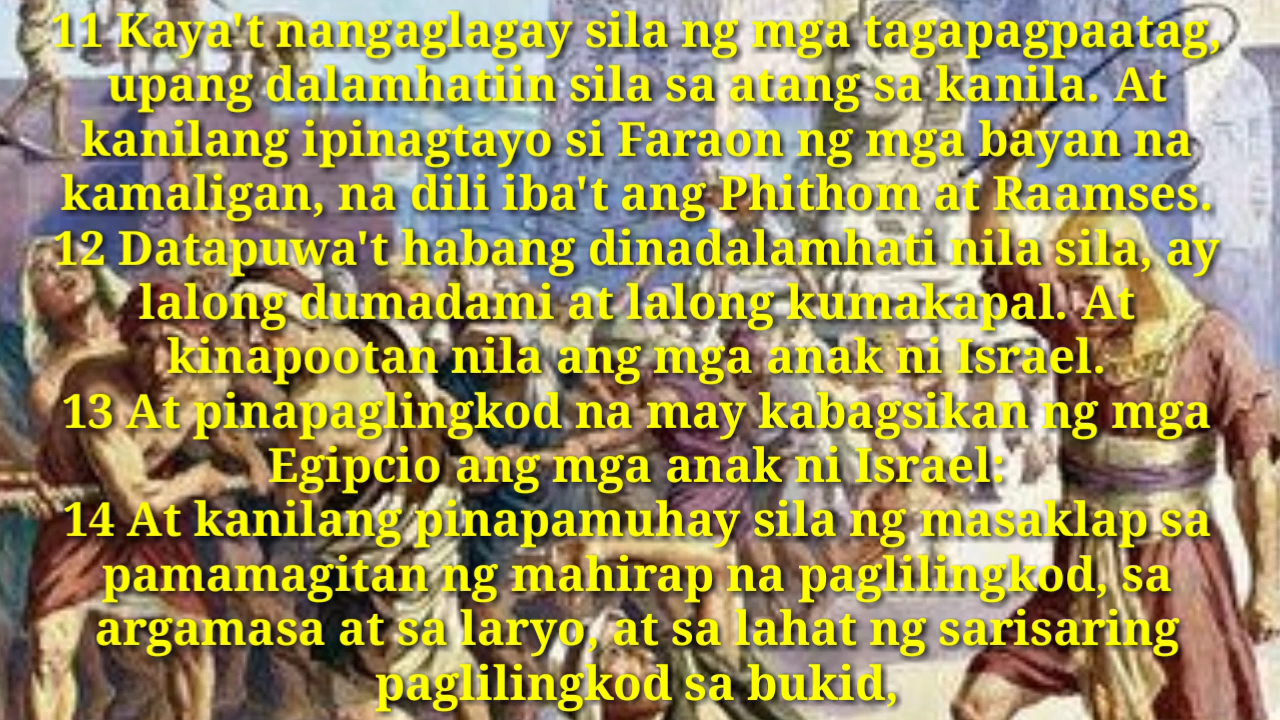 11 Kaya't nangaglagay sila ng mga tagapagpaatag,
upang dalamhatiin sila sa atang sa kanila. At
kanilang ipinagtayo si Faraon ng mga bayan na
kamaligan, na dili iba't ang Phithom at Raamses.
12 Datapuwa't habang dinadalamhati nila sila, ay
lalong dumadami at lalong kumakapal. At
kinapootan nila ang mga anak ni Israel.
13 At pinapaglingkod na may kabagsikan ng mga
Egipcio ang mga anak ni Israel:
14 At kanilang pinapamuhay sila ng masaklap sa
pamamagitan ng mahirap na paglilingkod, sa
argamasa at sa laryo, at sa lahat ng sarisaring
paglilingkod sa bukid,